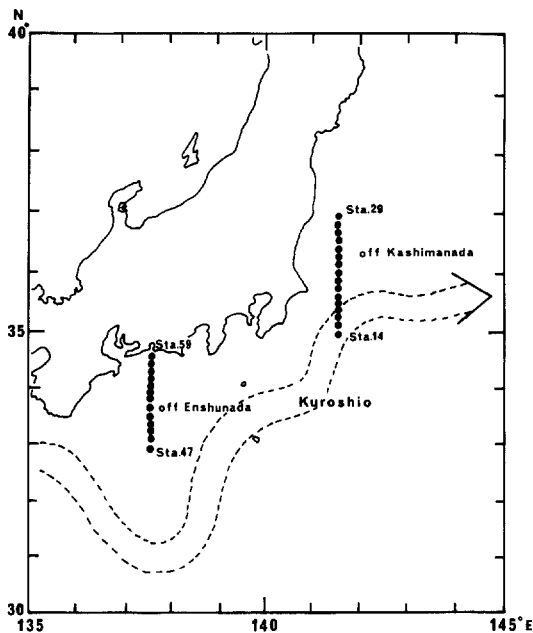 N
40°
Sta.29
off Kashimanada
35
Sta.59
Sta.14
off Enshunada
Kuroshio
Sta.47
30
135
140
145°E